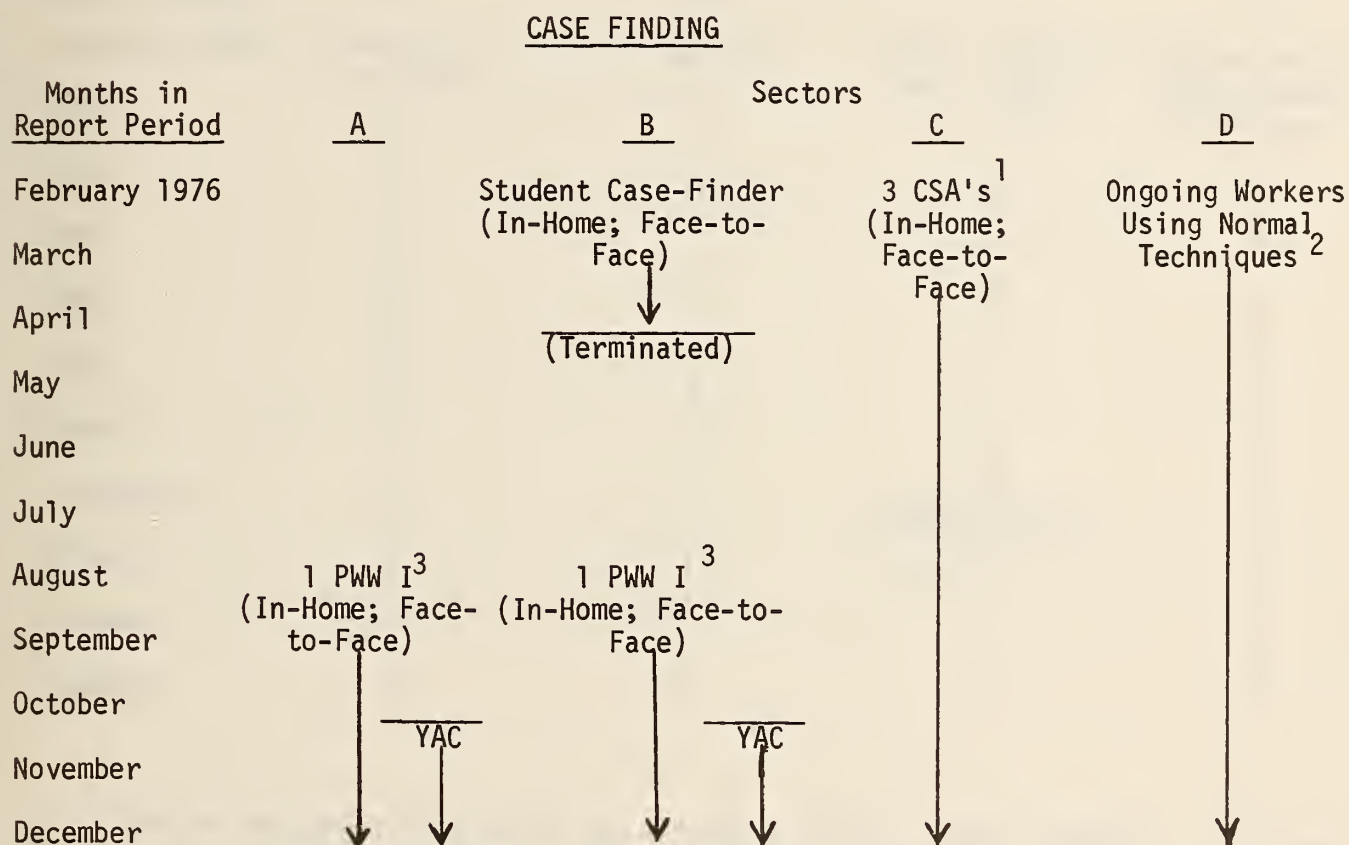 CASE FINDING
Months in Sectors
Report Period A B C D
February 1976 Student Case-Finder 3 CSA's1 Ongoing Workers
(In-Home; Face-to- (In-Home; Using Normal
March Face) Face-to- Techniques2
Face)
April
(Terminated)
May
June
July
August 1 PWW I3 1 PWW I3
(In-Home; Face- (In-Home; Face-to-
September to-Face) Face)
October
YAC YAC
November
December